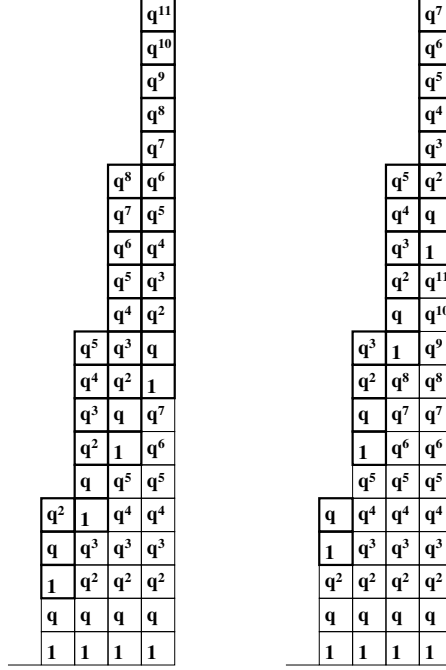 q¹¹ q⁷
q¹⁰ q⁶
q⁹ q⁵
q⁸ q⁴
q⁷ q³
q⁸ q⁶ q⁵ q²
q⁷ q⁵ q⁴ q
q⁶ q⁴ q³ 1
q⁵ q³ q² q¹¹
q⁴ q² q q¹⁰
q⁵ q³ q q³ 1 q⁹
q⁴ q² 1 q² q⁸ q⁸
q³ q q⁷ q q⁷ q⁷
q² 1 q⁶ 1 q⁶ q⁶
q q⁵ q⁵ q⁵ q⁵ q⁵
q² 1 q⁴ q⁴ q q⁴ q⁴ q⁴
q q³ q³ q³ 1 q³ q³ q³
1 q² q² q² q² q² q² q²
q q q q q q q q
1 1 1 1 1 1 1 1